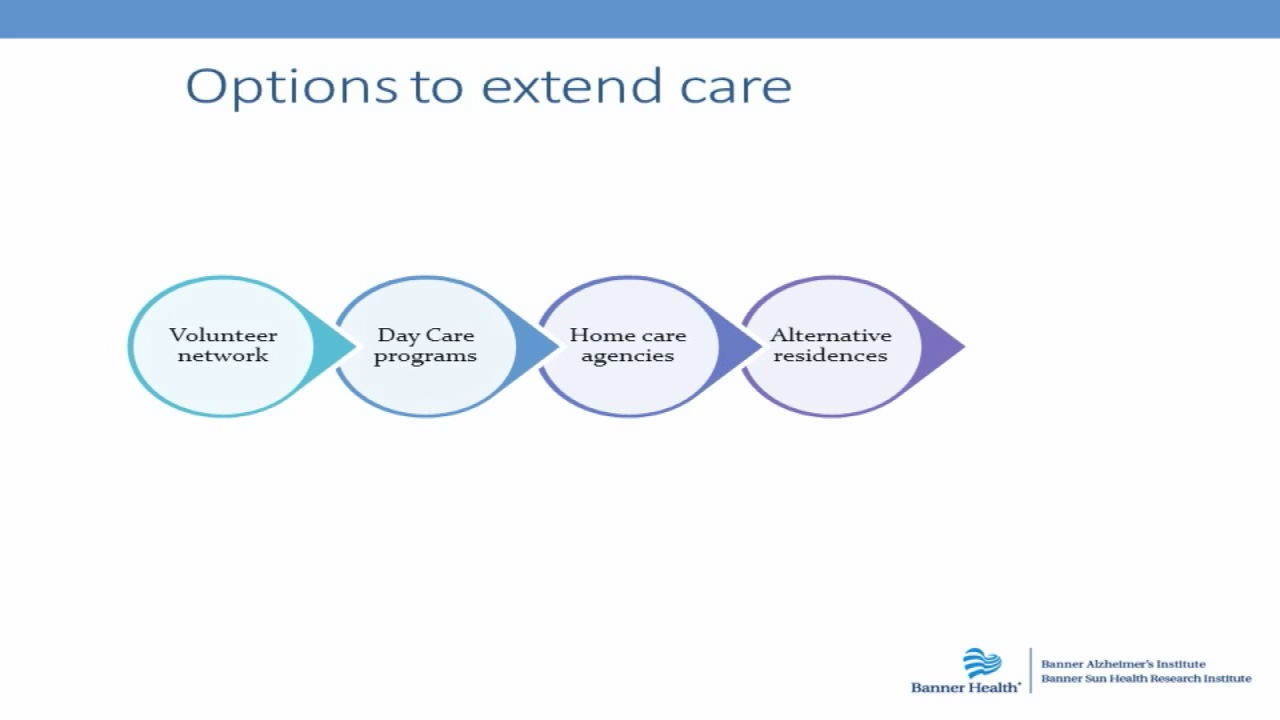 Options to extend care
Volunteer
network
Day Care
programs
Home care
agencies
Alternative
residences
Banner Health
Banner Alzheimer's Institute
Banner Sun Health Research Institute